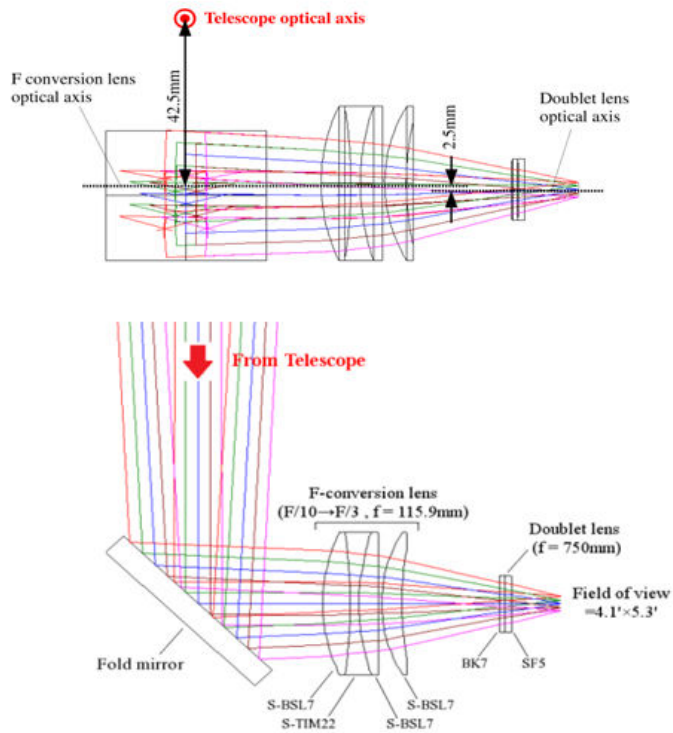 Telescope optical axis
F conversion lens
optical axis
42.5mm
2.5mm
Doublet lens
optical axis
From Telescope
F-conversion lens
(F/10→F/3 , f = 115.9mm)
Doublet lens
(f = 750mm)
Field of view
=4.1'×5.3'
Fold mirror
BK7
SF5
S-BSL7
S-BSL7
S-TIM22
S-BSL7